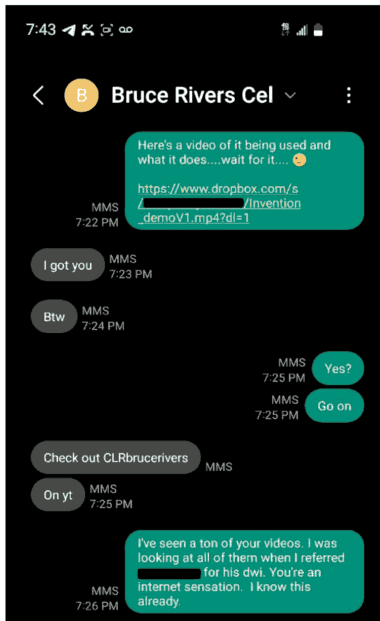 7:43
B
Bruce Rivers Cel
Here's a video of it being used and
what it does....wait for it....
https://www.dropbox.com/s
/ /Invention
_demoV1.mp4?dl=1
MMS
7:22 PM
I got you
MMS
7:23 PM
Btw
MMS
7:24 PM
MMS
7:25 PM
Yes?
MMS
7:25 PM
Go on
Check out CLRbrucerivers
MMS
On yt
MMS
7:25 PM
I've seen a ton of your videos. I was
looking at all of them when I referred
for his dwi. You're an
internet sensation. I know this
already.
MMS
7:26 PM